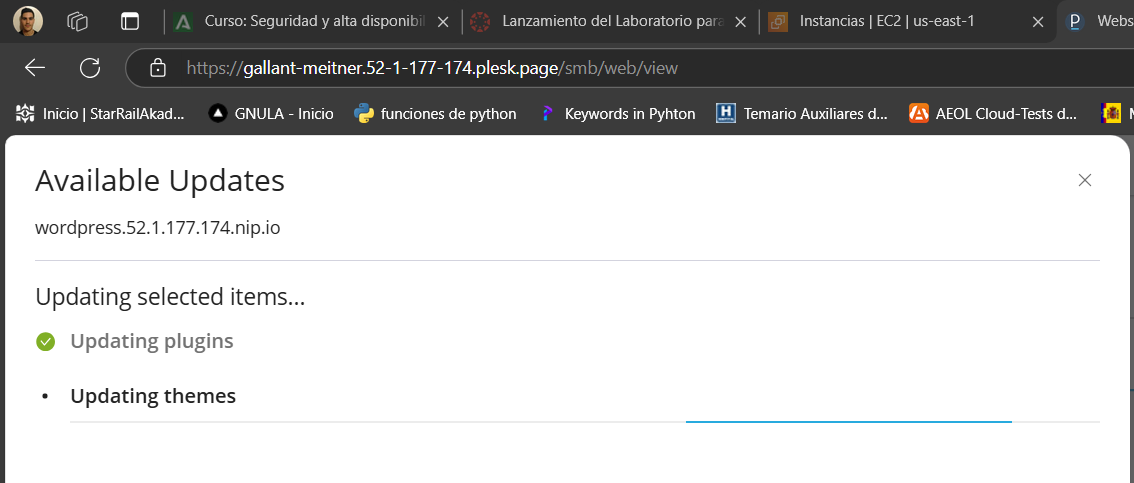 Curso: Seguridad y alta disponibil
Lanzamiento del Laboratorio para
Instancias | EC2 | us-east-1
Webs
https://gallant-meitner.52-1-177-174.plesk.page/smb/web/view
Inicio | StarRailAkad...
GNULA - Inicio
funciones de python
Keywords in Pyhton
Temario Auxiliares d...
AEOL Cloud-Tests d...
Available Updates
wordpress.52.1.177.174.nip.io
Updating selected items...
Updating plugins
Updating themes